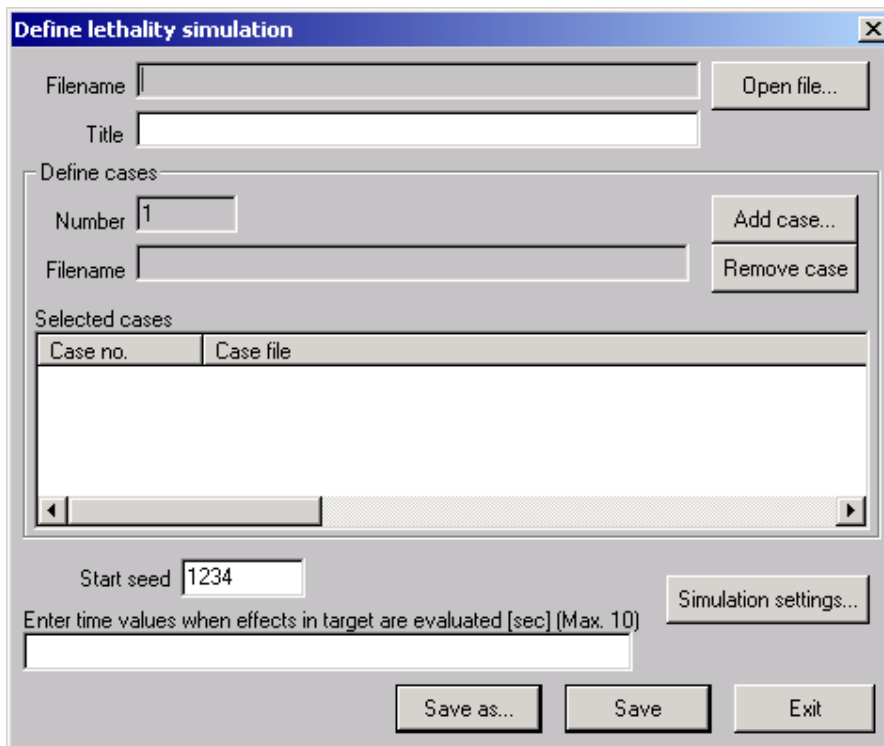 Define lethality simulation
Filename
Open file...
Title
Define cases
Number 1
Add case...
Filename
Remove case
Selected cases
Case no. Case file
Start seed 1234
Simulation settings...
Enter time values when effects in target are evaluated [sec] (Max. 10)
Save as... Save Exit